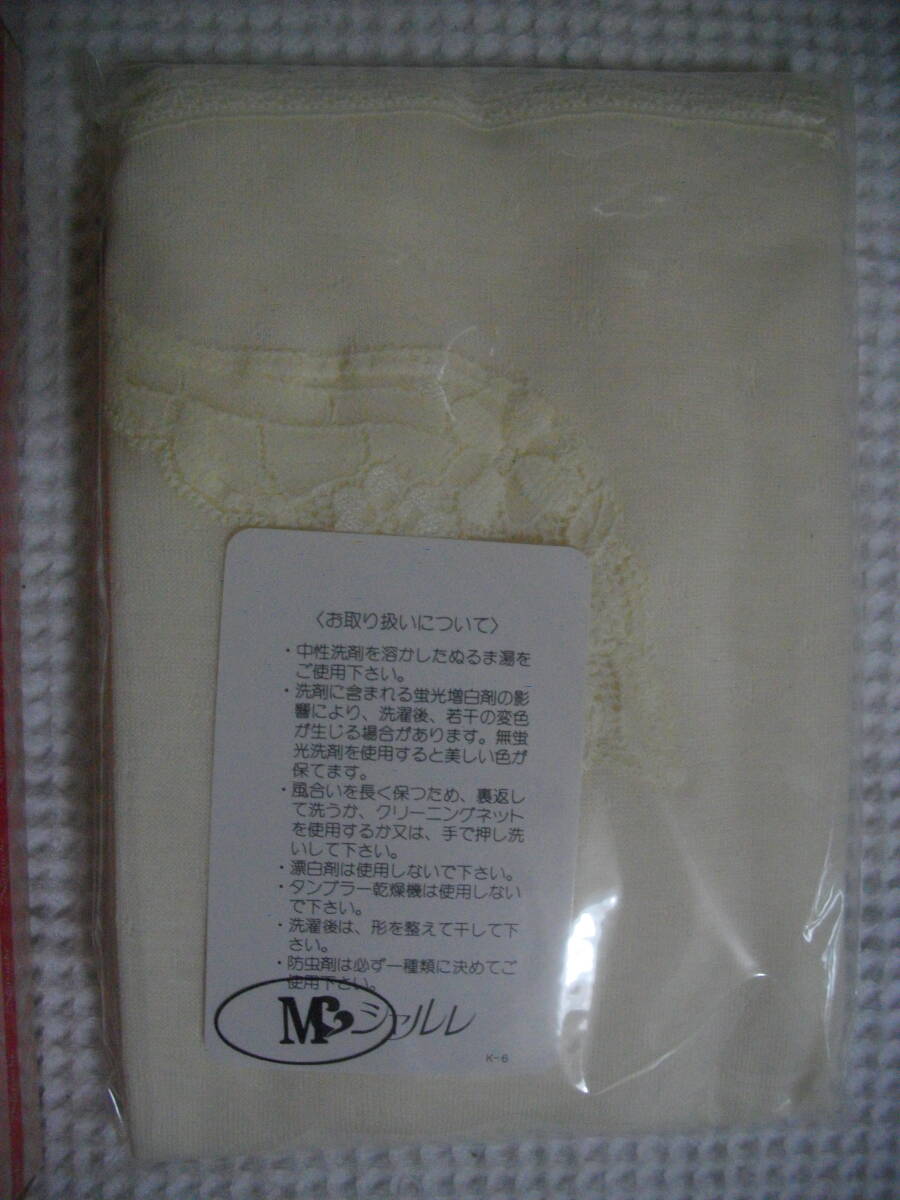 〈お取り扱いについて〉
・中性洗剤を溶かしたぬるま湯を
ご使用下さい。
・洗剤に含まれる蛍光増白剤の影
響により、洗濯後、若干の変色
が生じる場合があります。無蛍
光洗剤を使用すると美しい色が
保てます。
・風合いを長く保つため、裏返し
て洗うか、クリーニングネット
を使用するか又は、手で押し洗
いして下さい。
・漂白剤は使用しないで下さい。
・タンブラー乾燥機は使用しない
で下さい。
・洗濯後は、形を整えて干して下
さい。
・防虫剤は必ず一種類に決めてご
使用下さい。
シャルレ
K-6